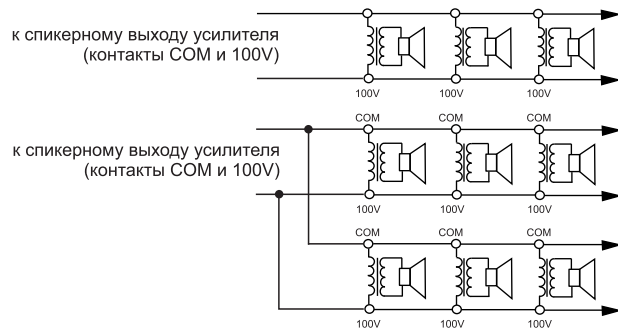 к спикерному выходу усилителя
(контакты COM и 100V)
100V 100V 100V
COM COM COM
к спикерному выходу усилителя
(контакты COM и 100V)
100V 100V 100V
COM COM COM
100V 100V 100V